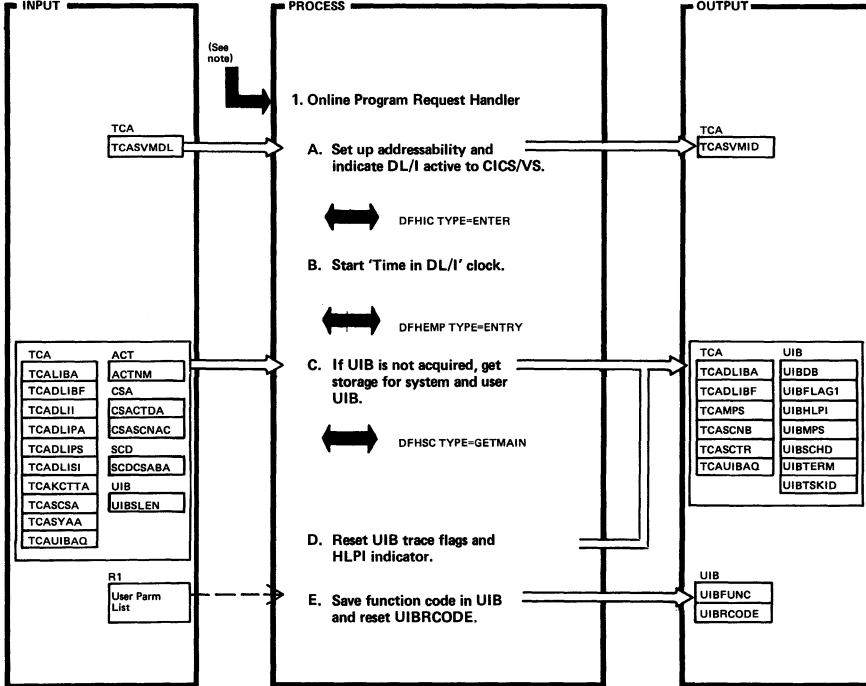 INPUT
PROCESS
OUTPUT
(See
note)
1. Online Program Request Handler
TCA
TCASVMDL
A. Set up addressability and
indicate DL/I active to CICS/VS.
TCA
TCASVMID
DFHIC TYPE=ENTER
B. Start 'Time in DL/I' clock.
DFHEMP TYPE=ENTRY
TCA
TCALIBA
TCADLIBF
TCADLII
TCADLIPA
TCADLIPS
TCADLISI
TCAKCTTA
TCASCSA
TCASYAA
TCAUIBAQ
ACT
ACTNM
CSA
CSACTDA
CSASCNAC
SCD
SCDCSABA
UIB
UIBSLEN
C. If UIB is not acquired, get
storage for system and user
UIB.
DFHSC TYPE=GETMAIN
TCA
TCADLIBA
TCADLIBF
TCAMPS
TCASCNB
TCASCTR
TCAUIBAQ
UIB
UIBDB
UIBFLAG1
UIBHLPI
UIBMPS
UIBSCHD
UIBTERM
UIBTSKID
D. Reset UIB trace flags and
HLPI indicator.
R1
User Parm
List
E. Save function code in UIB
and reset UIBRCODE.
UIB
UIBFUNC
UIBRCODE